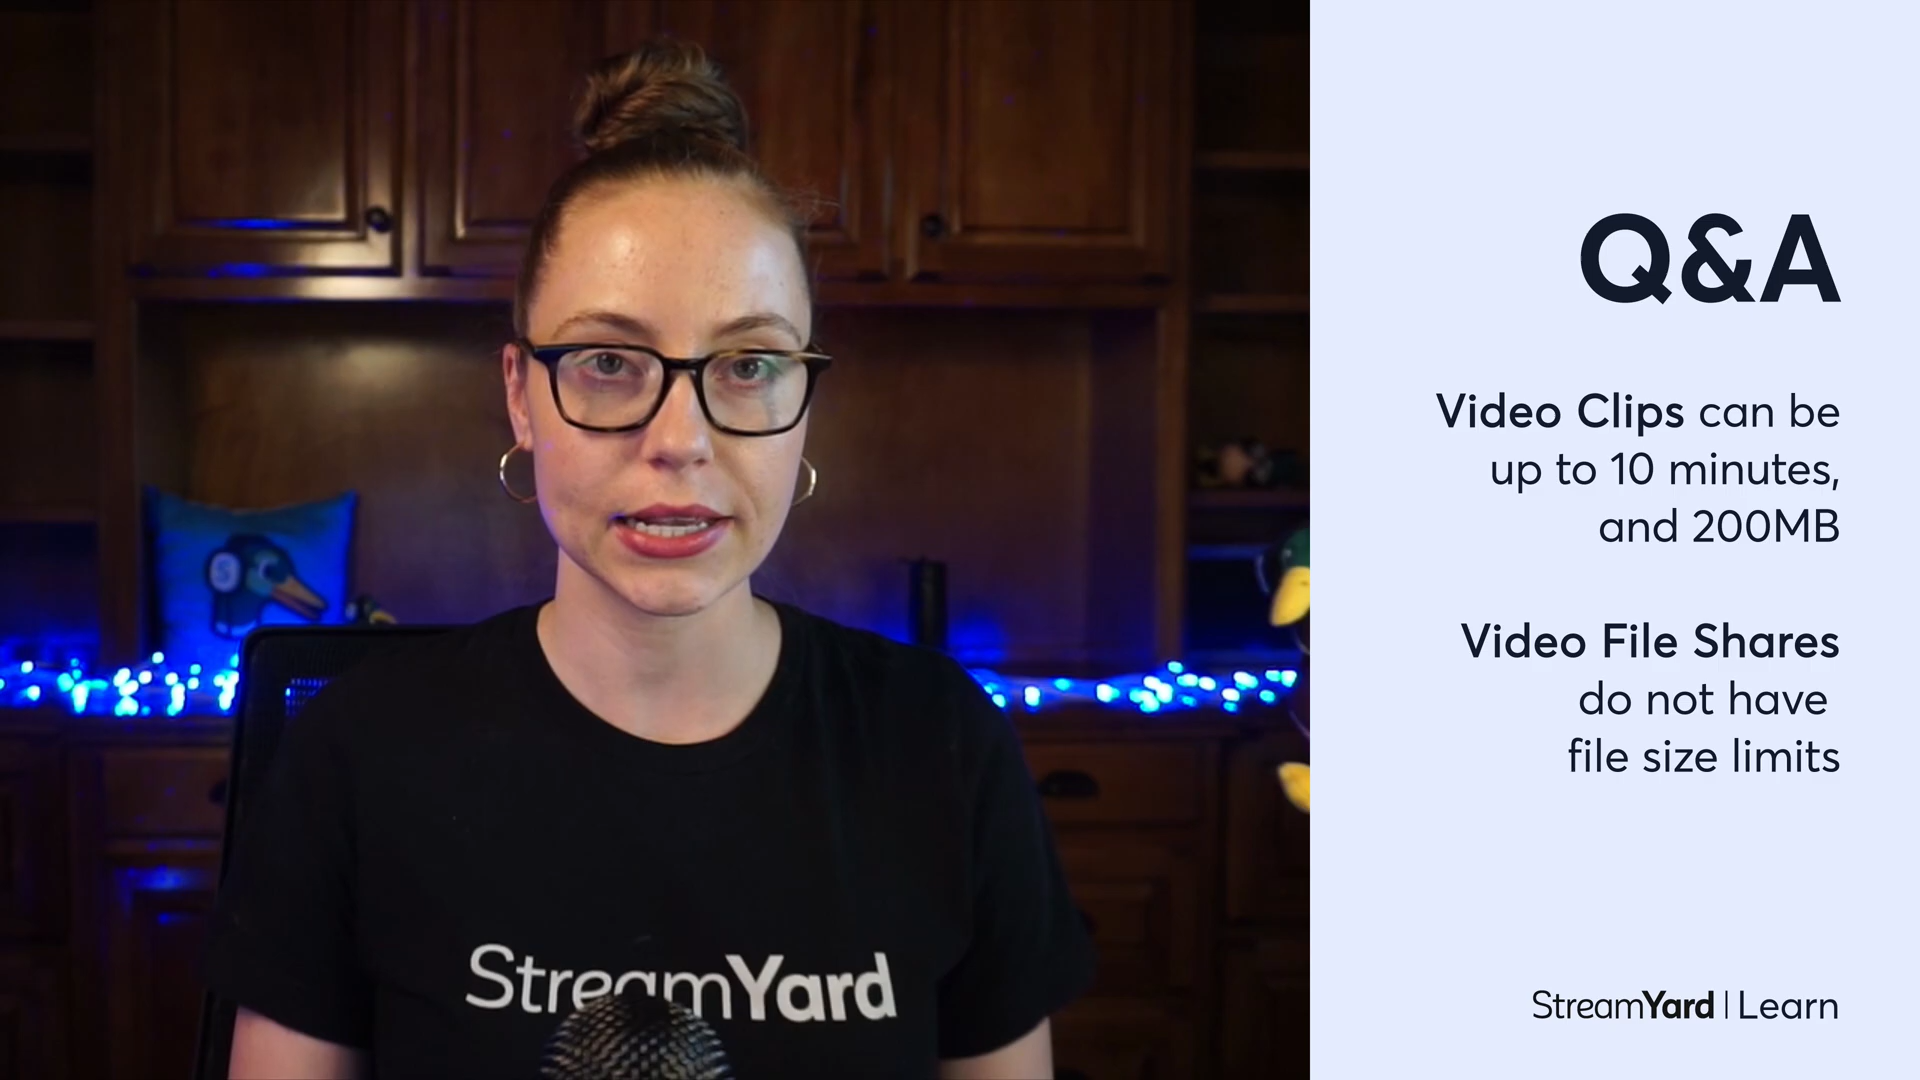 Q&A
Video Clips can be
up to 10 minutes,
and 200MB
Video File Shares
do not have
file size limits
StreamYard | Learn
StreamYard
S